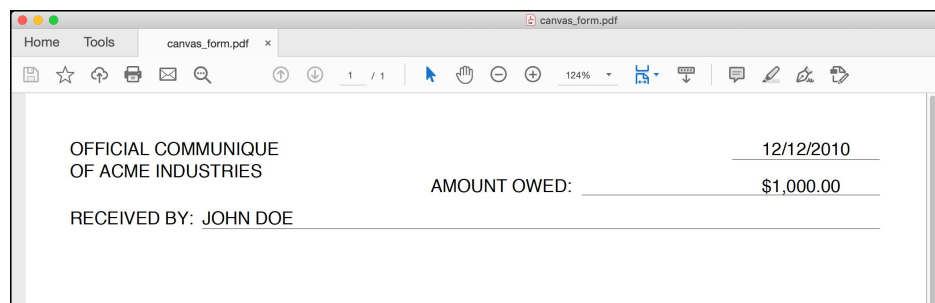 canvas_form.pdf
Home Tools canvas_form.pdf ×
1 / 1 124%
OFFICIAL COMMUNIQUE 12/12/2010
OF ACME INDUSTRIES
AMOUNT OWED: $1,000.00
RECEIVED BY: JOHN DOE